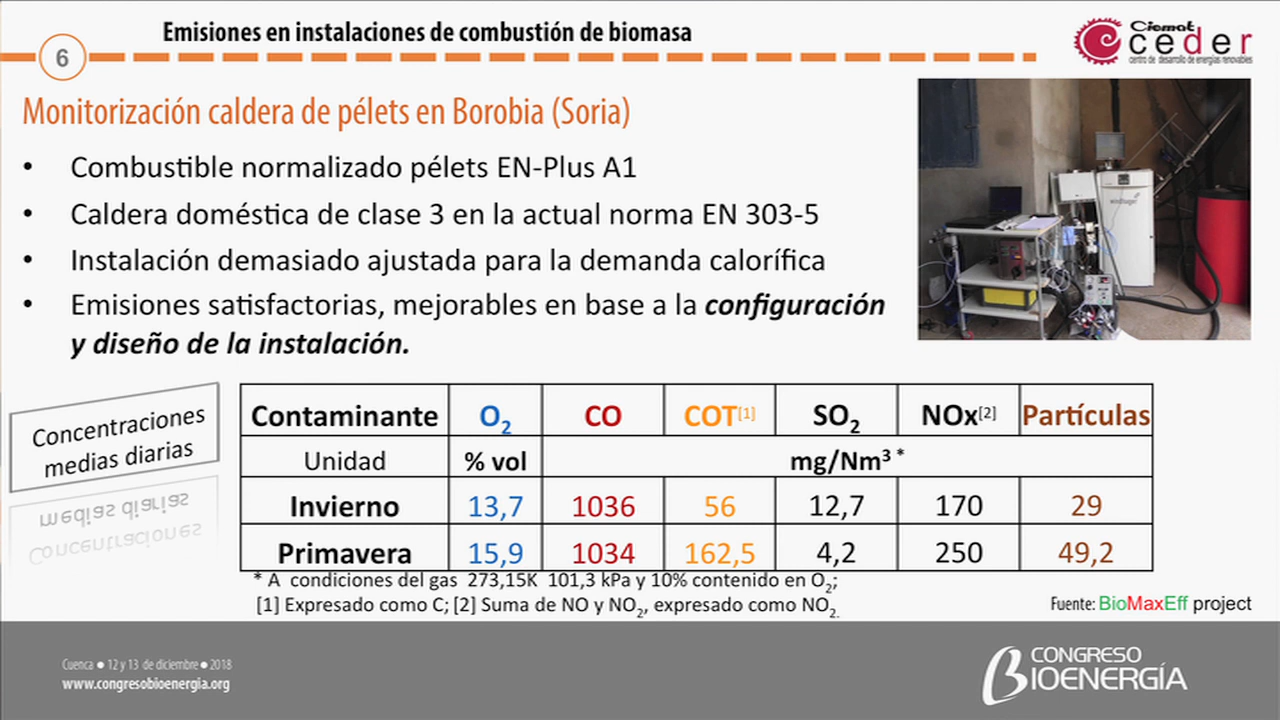 Emisiones en instalaciones de combustión de biomasa
6
Ciemat
ceder
centro de desarrollo de energías renovables
Monitorización caldera de pélets en Borobia (Soria)
• Combustible normalizado pélets EN-Plus A1
• Caldera doméstica de clase 3 en la actual norma EN 303-5
• Instalación demasiado ajustada para la demanda calorífica
• Emisiones satisfactorias, mejorables en base a la configuración
y diseño de la instalación.
Concentraciones
medias diarias
Contaminante O2 CO COT[1] SO2 NOx[2] Partículas
Unidad % vol mg/Nm3 *
Invierno 13,7 1036 56 12,7 170 29
Primavera 15,9 1034 162,5 4,2 250 49,2
* A condiciones del gas 273,15K 101,3 kPa y 10% contenido en O2;
[1] Expresado como C; [2] Suma de NO y NO2, expresado como NO2.
Fuente: BioMaxEff project
Cuenca ● 12 y 13 de diciembre ● 2018
www.congresobioenergia.org
CONGRESO
BIOENERGÍA